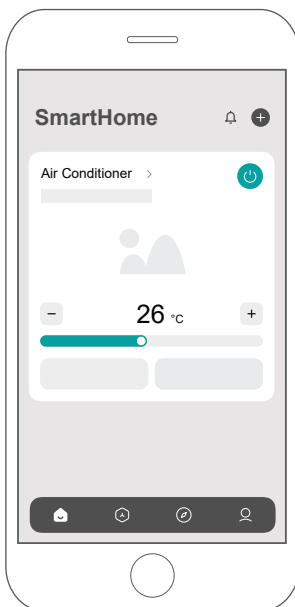 SmartHome
Air Conditioner >
− 26 °C +